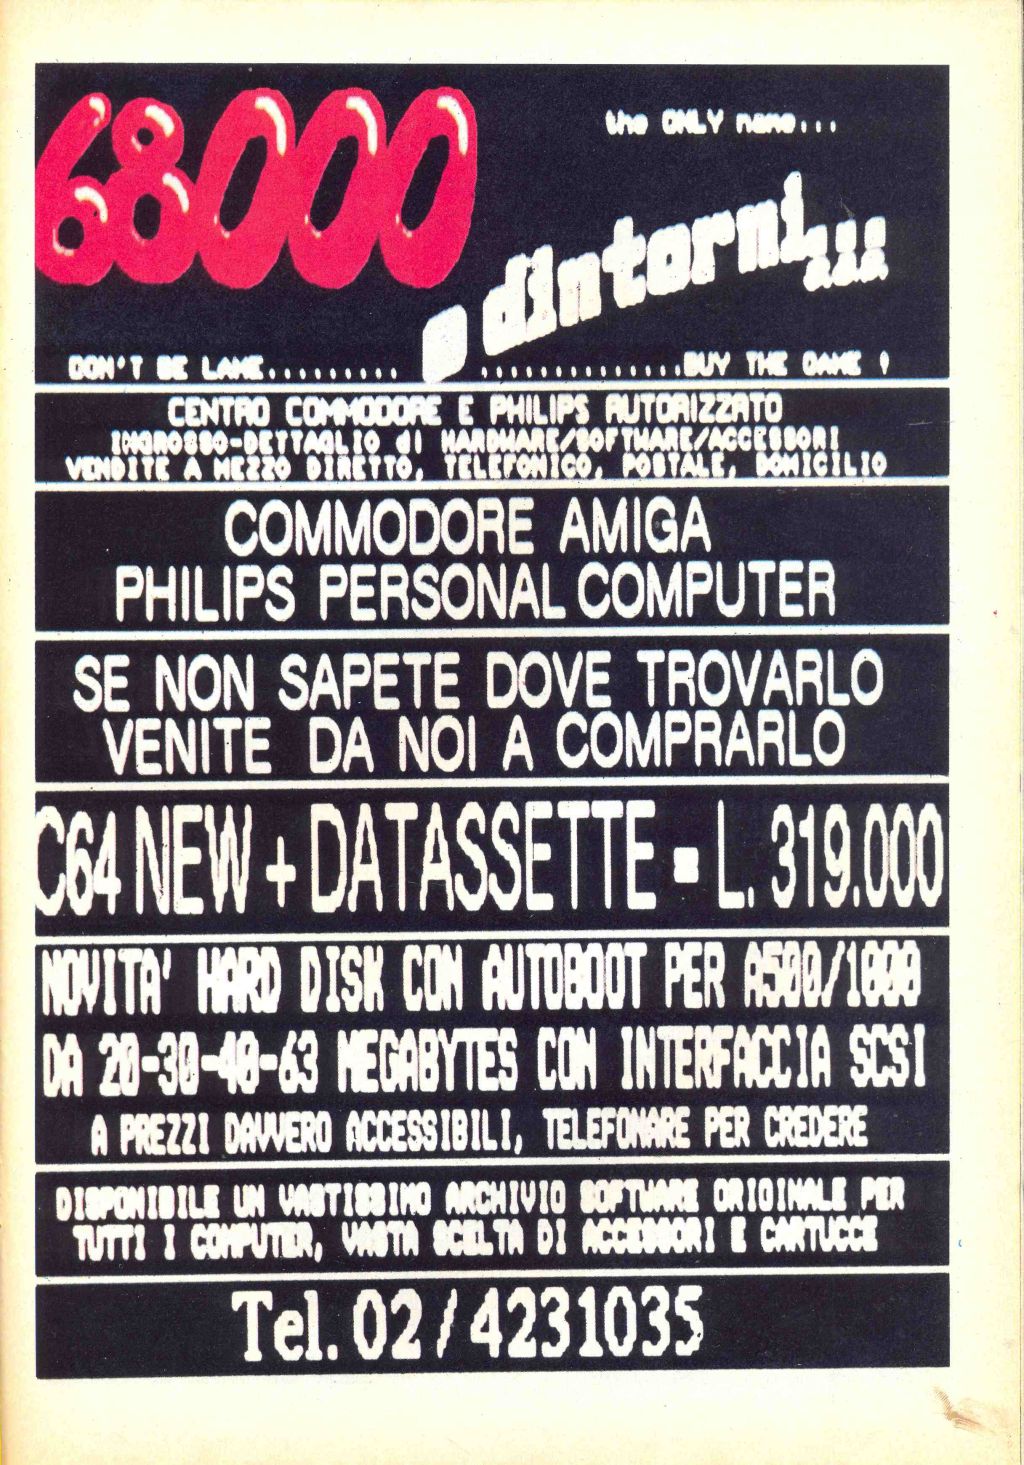 68000
the ONLY name...
e dintorni...
s.a.s.
DON'T BE LAME......... ..............BUY THE GAME !
CENTRO COMMODORE E PHILIPS AUTORIZZATO
INGROSSO-DETTAGLIO di HARDWARE/SOFTWARE/ACCESSORI
VENDITE A MEZZO DIRETTO, TELEFONICO, POSTALE, DOMICILIO
COMMODORE AMIGA
PHILIPS PERSONAL COMPUTER
SE NON SAPETE DOVE TROVARLO
VENITE DA NOI A COMPRARLO
C64 NEW + DATASSETTE ▪ L. 319.000
NOVITA' HARD DISK CON AUTOBOOT PER A500/1000
DA 20-30-40-63 MEGABYTES CON INTERFACCIA SCSI
A PREZZI DAVVERO ACCESSIBILI, TELEFONARE PER CREDERE
DISPONIBILE UN VASTISSIMO ARCHIVIO SOFTWARE ORIGINALE PER
TUTTI I COMPUTER, VASTA SCELTA DI ACCESSORI E CARTUCCE
Tel. 02/4231035